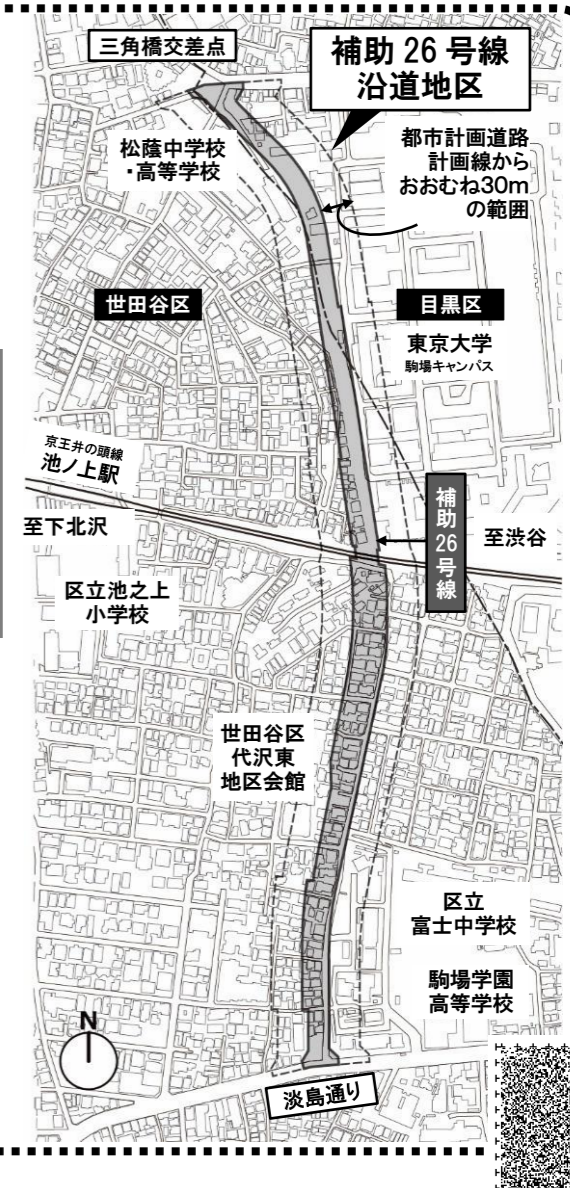 三角橋交差点
補助 26 号線
沿道地区
松蔭中学校
・高等学校
都市計画道路
計画線から
おおむね30m
の範囲
世田谷区
目黒区
東京大学
駒場キャンパス
京王井の頭線
池ノ上駅
補助26号線
至下北沢
至渋谷
区立池之上
小学校
世田谷区
代沢東
地区会館
区立
富士中学校
駒場学園
高等学校
N
淡島通り